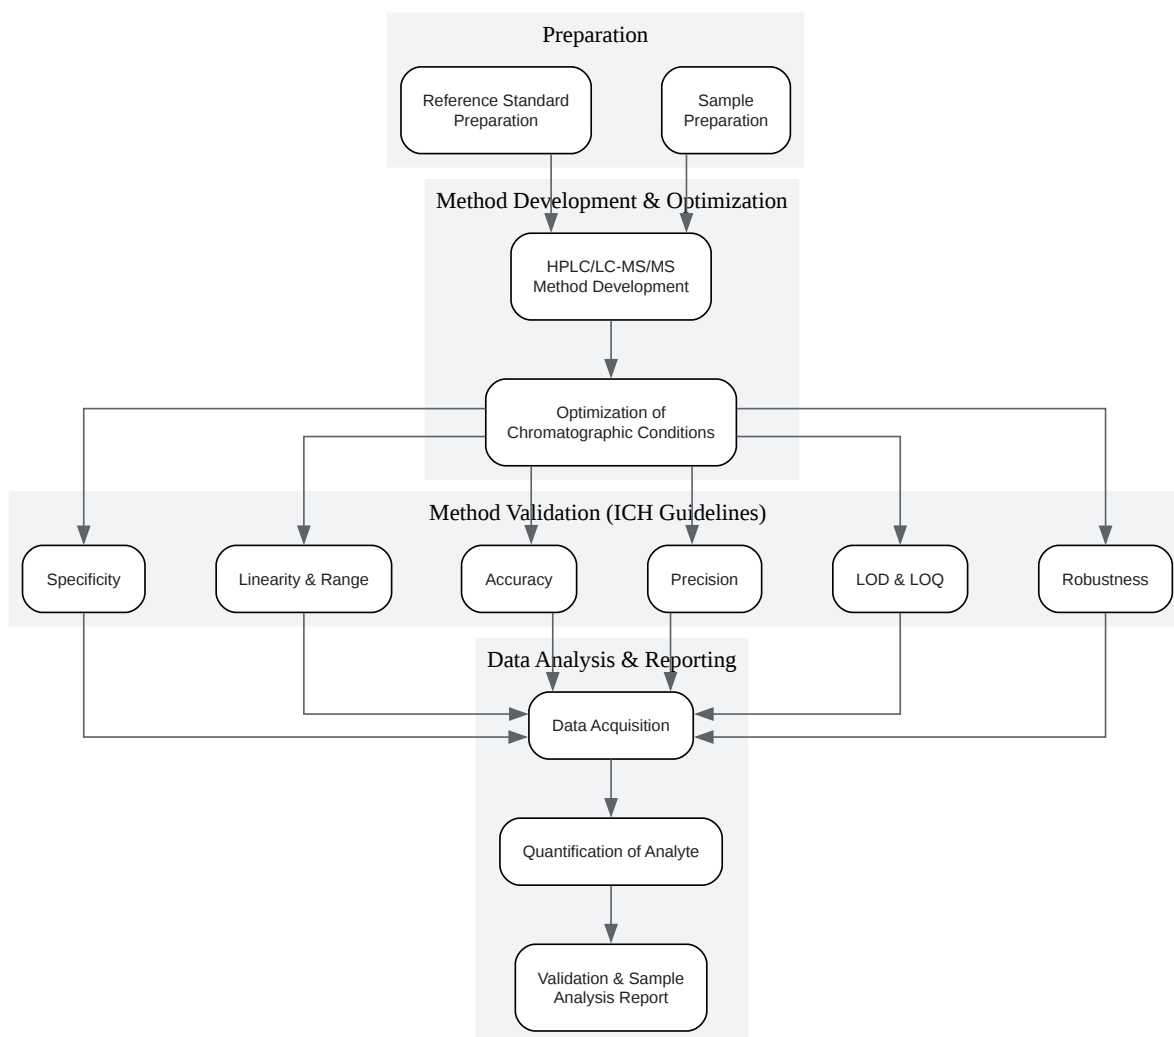 Preparation
Reference Standard
Preparation
Sample
Preparation
Method Development & Optimization
HPLC/LC-MS/MS
Method Development
Optimization of
Chromatographic Conditions
Method Validation (ICH Guidelines)
Specificity
Linearity & Range
Accuracy
Precision
LOD & LOQ
Robustness
Data Analysis & Reporting
Data Acquisition
Quantification of Analyte
Validation & Sample
Analysis Report